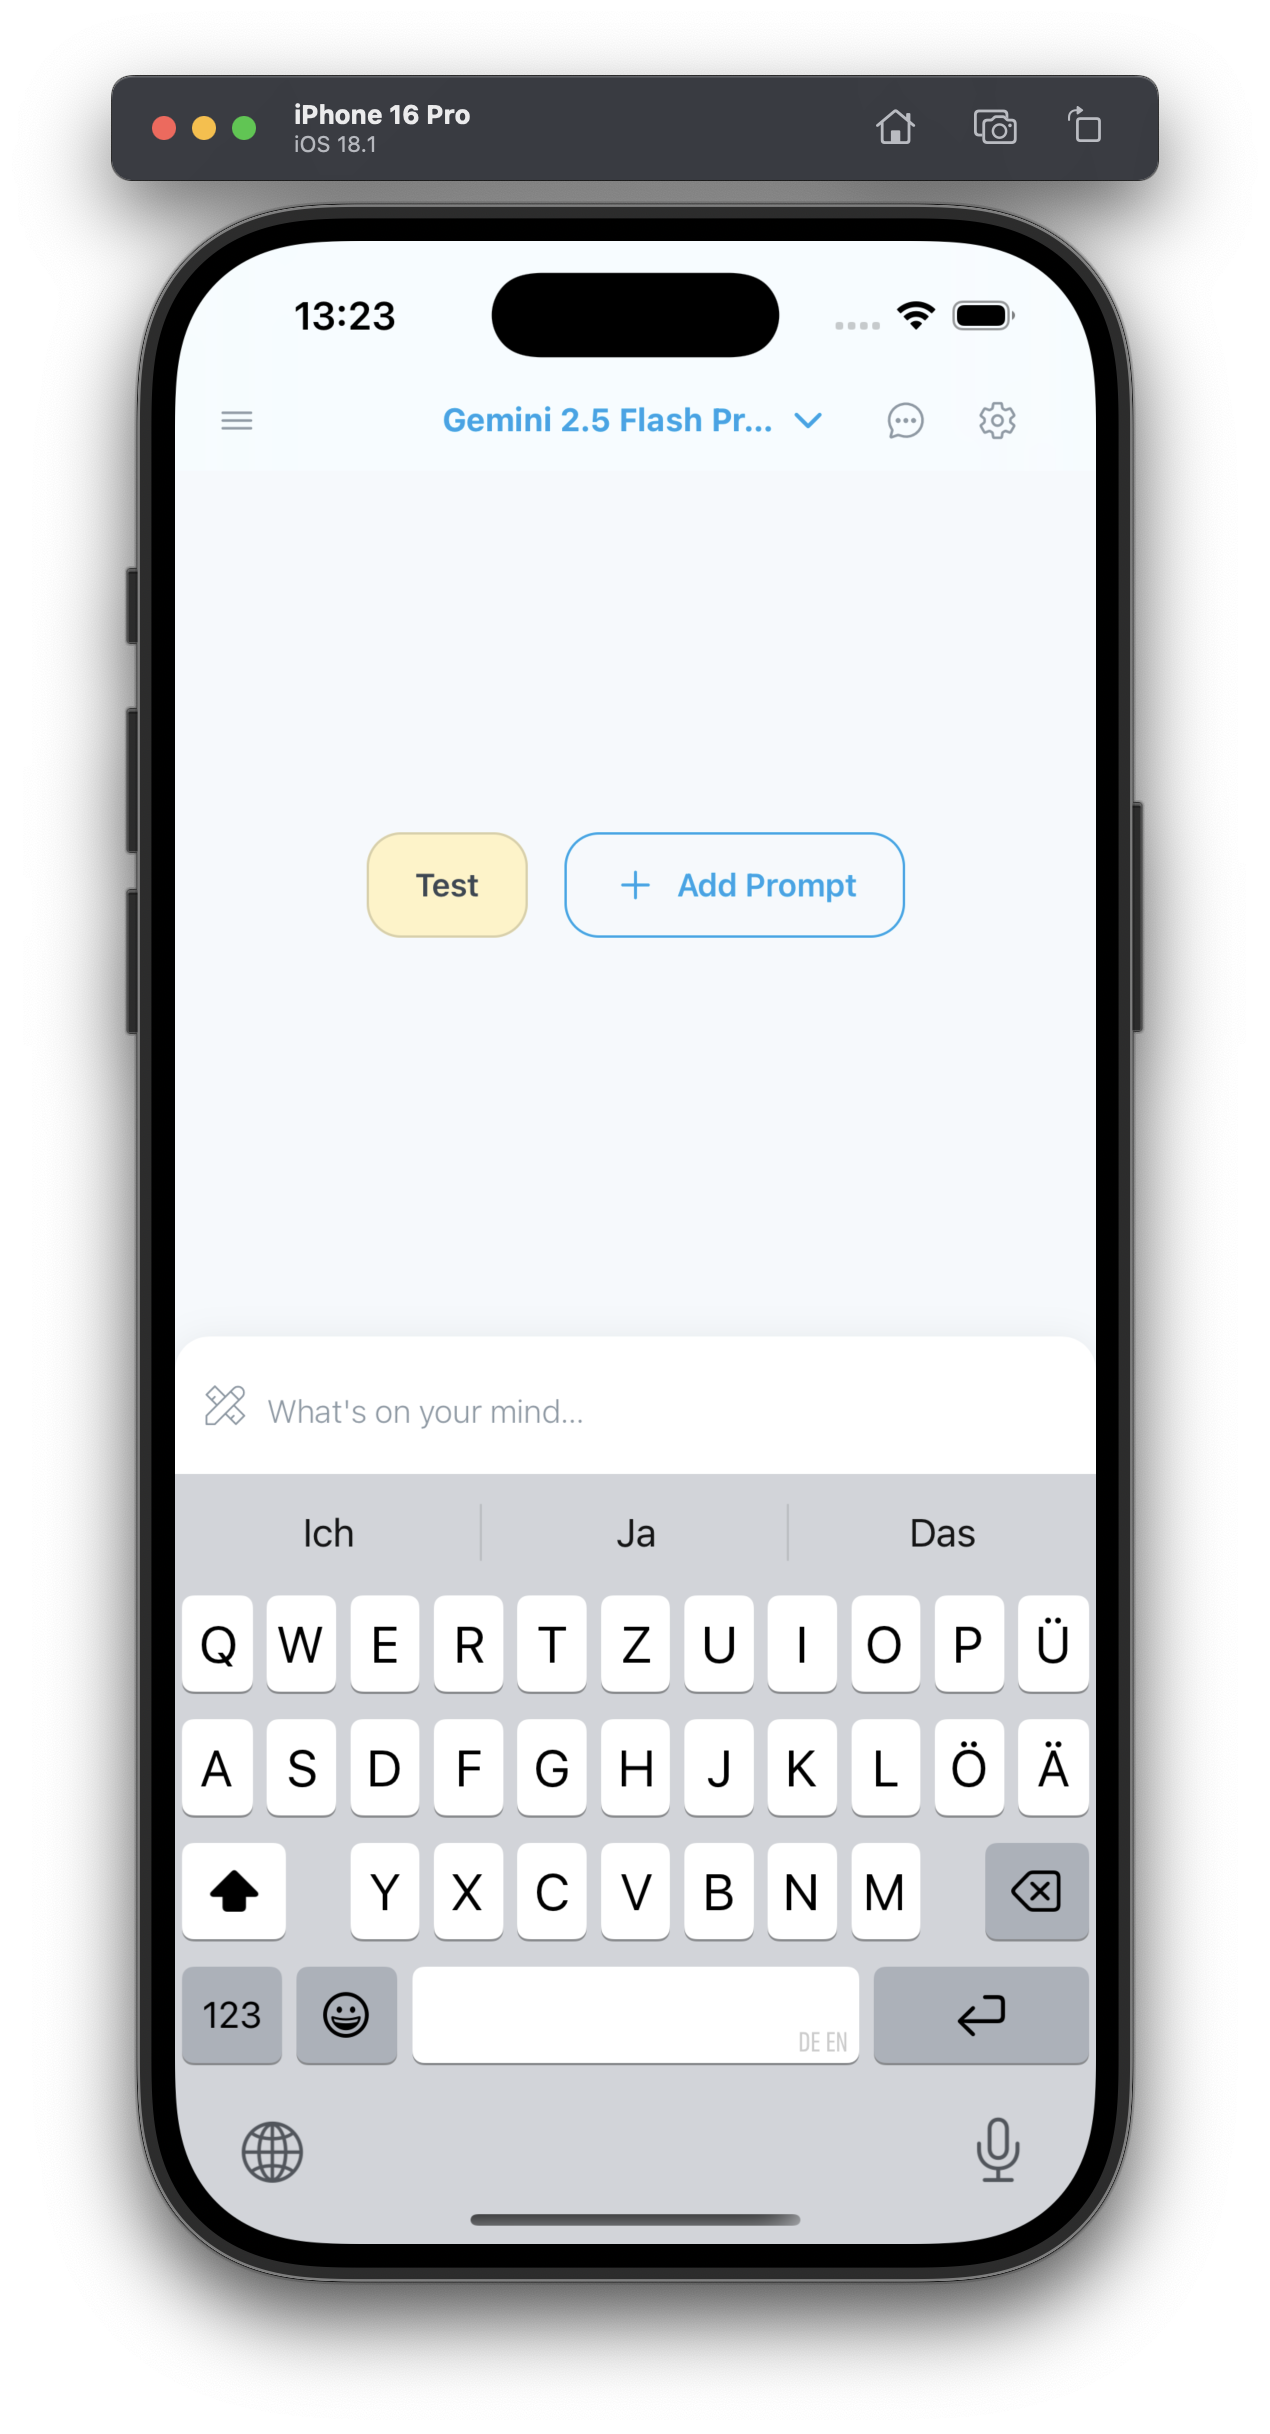 iPhone 16 Pro
iOS 18.1
13:23
Gemini 2.5 Flash Pr...
Test
+ Add Prompt
What's on your mind...
Ich Ja Das
Q W E R T Z U I O P Ü
A S D F G H J K L Ö Ä
Y X C V B N M
123
DE EN